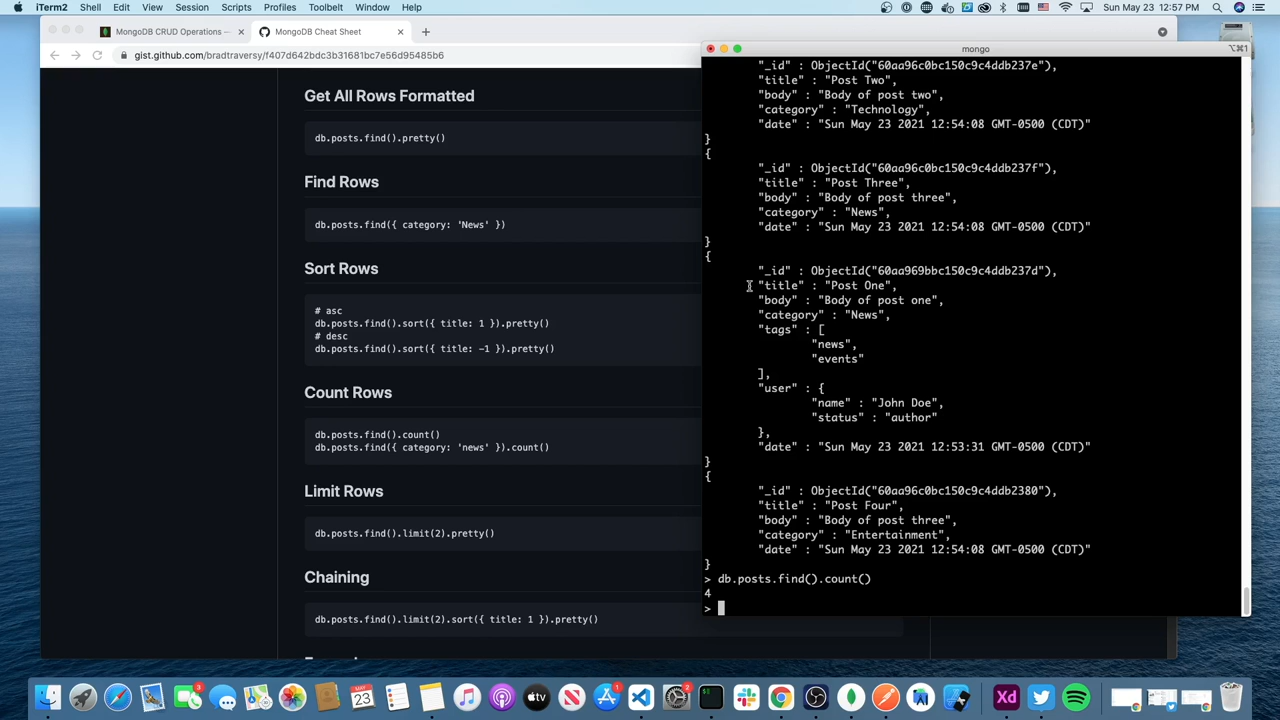 iTerm2 Shell Edit View Session Scripts Profiles Toolbelt Window Help
Sun May 23 12:57 PM
MongoDB CRUD Operations —
MongoDB Cheat Sheet
gist.github.com/bradtraversy/f407d642bdc3b31681bc7e56d95485b6
Get All Rows Formatted
db.posts.find().pretty()
Find Rows
db.posts.find({ category: 'News' })
Sort Rows
# asc
db.posts.find().sort({ title: 1 }).pretty()
# desc
db.posts.find().sort({ title: -1 }).pretty()
Count Rows
db.posts.find().count()
db.posts.find({ category: 'news' }).count()
Limit Rows
db.posts.find().limit(2).pretty()
Chaining
db.posts.find().limit(2).sort({ title: 1 }).pretty()
mongo
⌥⌘1
"_id" : ObjectId("60aa96c0bc150c9c4ddb237e"),
"title" : "Post Two",
"body" : "Body of post two",
"category" : "Technology",
"date" : "Sun May 23 2021 12:54:08 GMT-0500 (CDT)"
}
{
"_id" : ObjectId("60aa96c0bc150c9c4ddb237f"),
"title" : "Post Three",
"body" : "Body of post three",
"category" : "News",
"date" : "Sun May 23 2021 12:54:08 GMT-0500 (CDT)"
}
{
"_id" : ObjectId("60aa969bbc150c9c4ddb237d"),
"title" : "Post One",
"body" : "Body of post one",
"category" : "News",
"tags" : [
"news",
"events"
],
"user" : {
"name" : "John Doe",
"status" : "author"
},
"date" : "Sun May 23 2021 12:53:31 GMT-0500 (CDT)"
}
{
"_id" : ObjectId("60aa96c0bc150c9c4ddb2380"),
"title" : "Post Four",
"body" : "Body of post three",
"category" : "Entertainment",
"date" : "Sun May 23 2021 12:54:08 GMT-0500 (CDT)"
}
> db.posts.find().count()
4
>